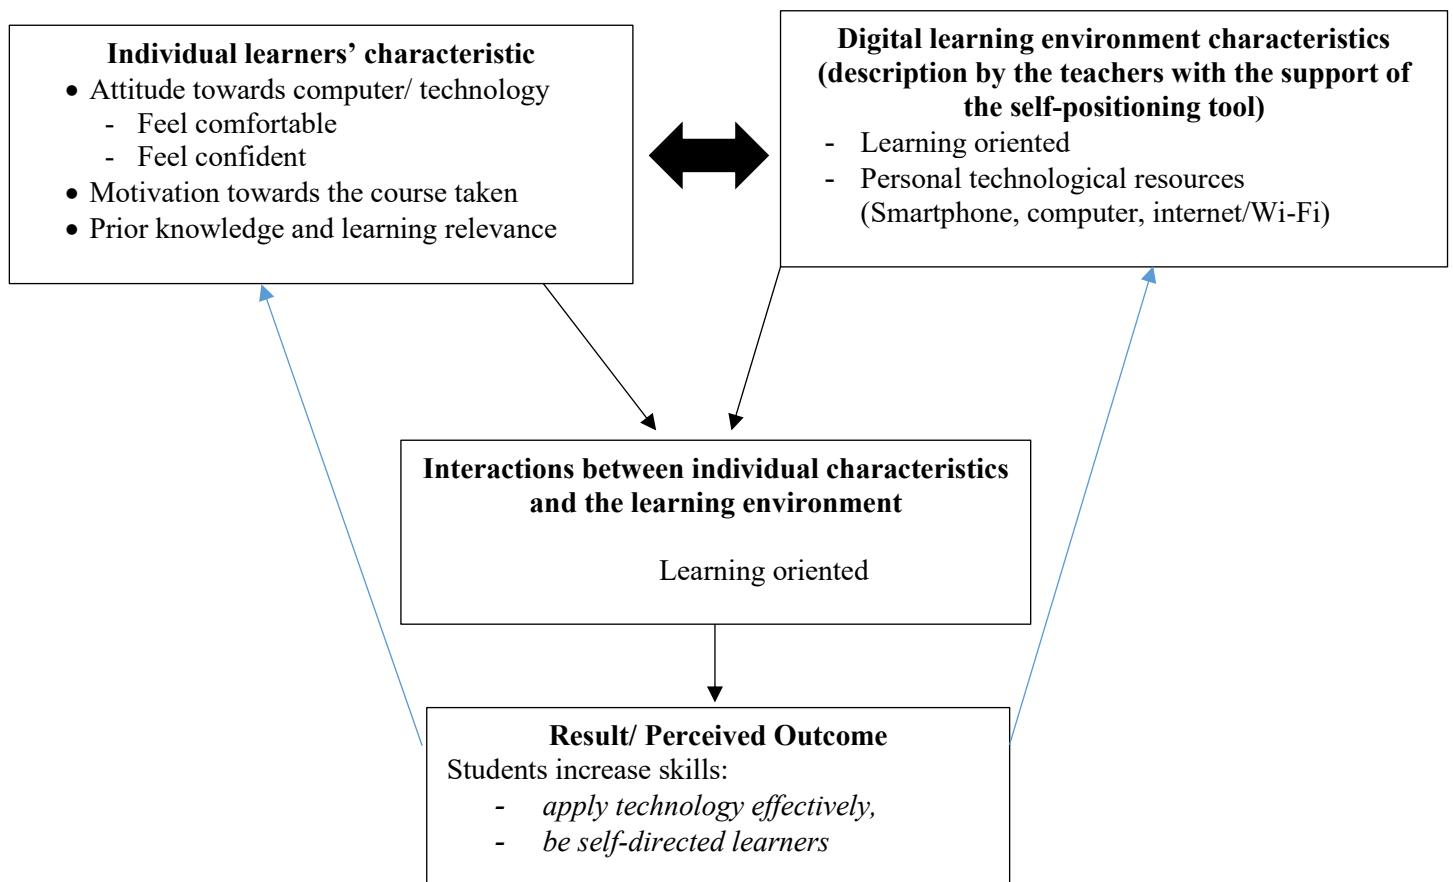 Individual learners’ characteristic
• Attitude towards computer/ technology
- Feel comfortable
- Feel confident
• Motivation towards the course taken
• Prior knowledge and learning relevance
Digital learning environment characteristics
(description by the teachers with the support of
the self-positioning tool)
- Learning oriented
- Personal technological resources
(Smartphone, computer, internet/Wi-Fi)
Interactions between individual characteristics
and the learning environment
Learning oriented
Result/ Perceived Outcome
Students increase skills:
- apply technology effectively,
- be self-directed learners